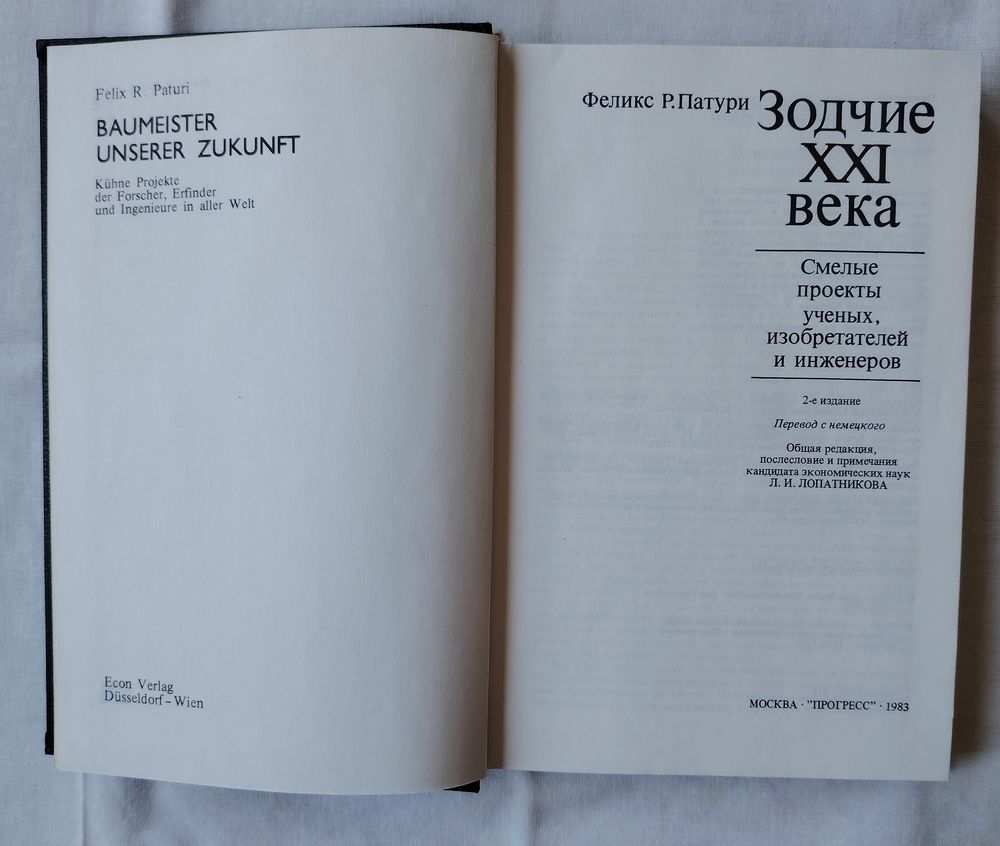 Felix R. Paturi
BAUMEISTER
UNSERER ZUKUNFT
Kühne Projekte
der Forscher, Erfinder
und Ingenieure in aller Welt
Econ Verlag
Düsseldorf – Wien
Феликс Р.Патури
Зодчие
XXI
века
Смелые
проекты
ученых,
изобретателей
и инженеров
2-е издание
Перевод с немецкого
Общая редакция,
послесловие и примечания
кандидата экономических наук
Л. И. ЛОПАТНИКОВА
МОСКВА · "ПРОГРЕСС" · 1983